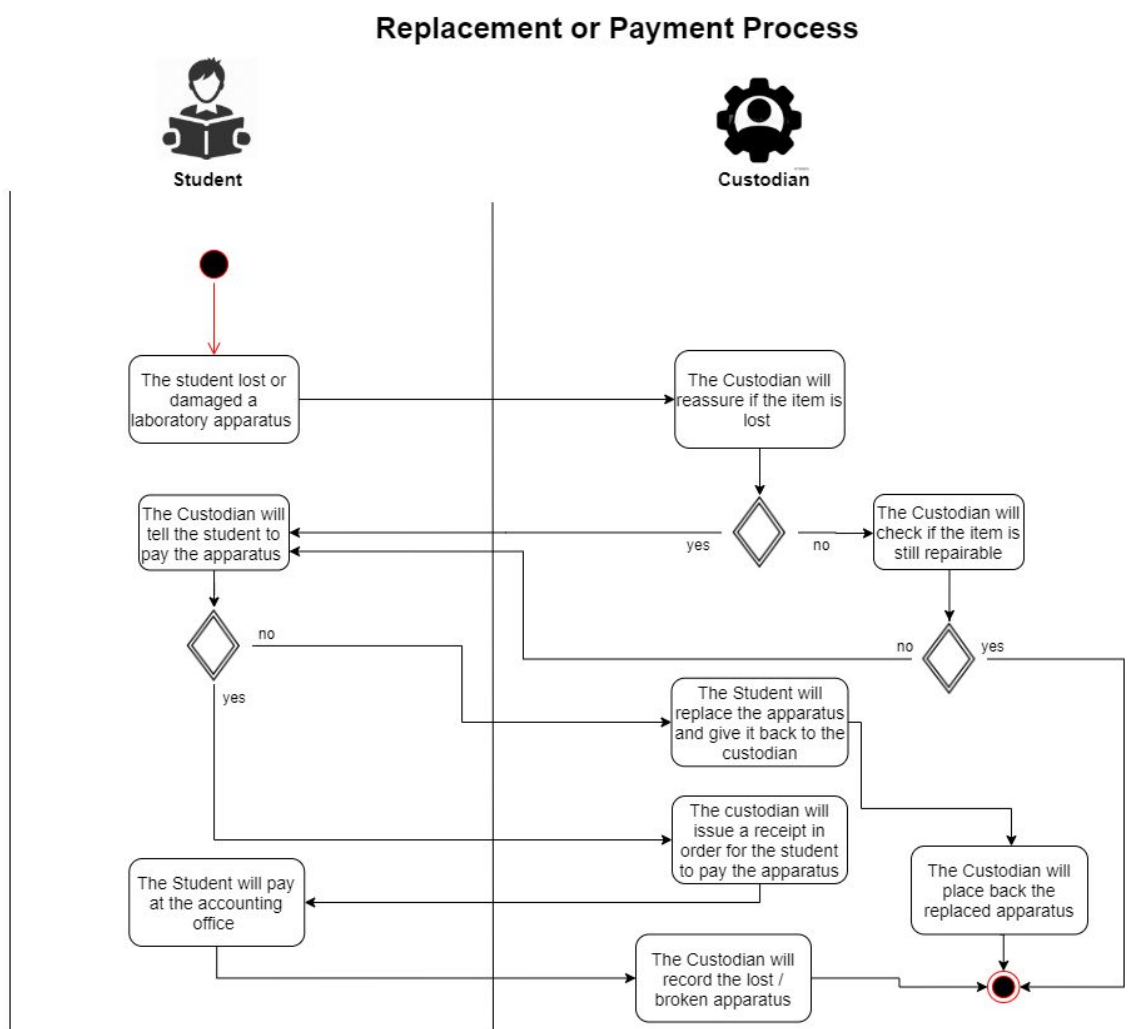 Replacement or Payment Process
Student
Custodian
The student lost or
damaged a
laboratory apparatus
The Custodian will
reassure if the item is
lost
The Custodian will
tell the student to
pay the apparatus
yes
no
The Custodian will
check if the item is
still repairable
no
yes
no
yes
The Student will
replace the apparatus
and give it back to the
custodian
The custodian will
issue a receipt in
order for the student
to pay the apparatus
The Student will pay
at the accounting
office
The Custodian will
place back the
replaced apparatus
The Custodian will
record the lost /
broken apparatus